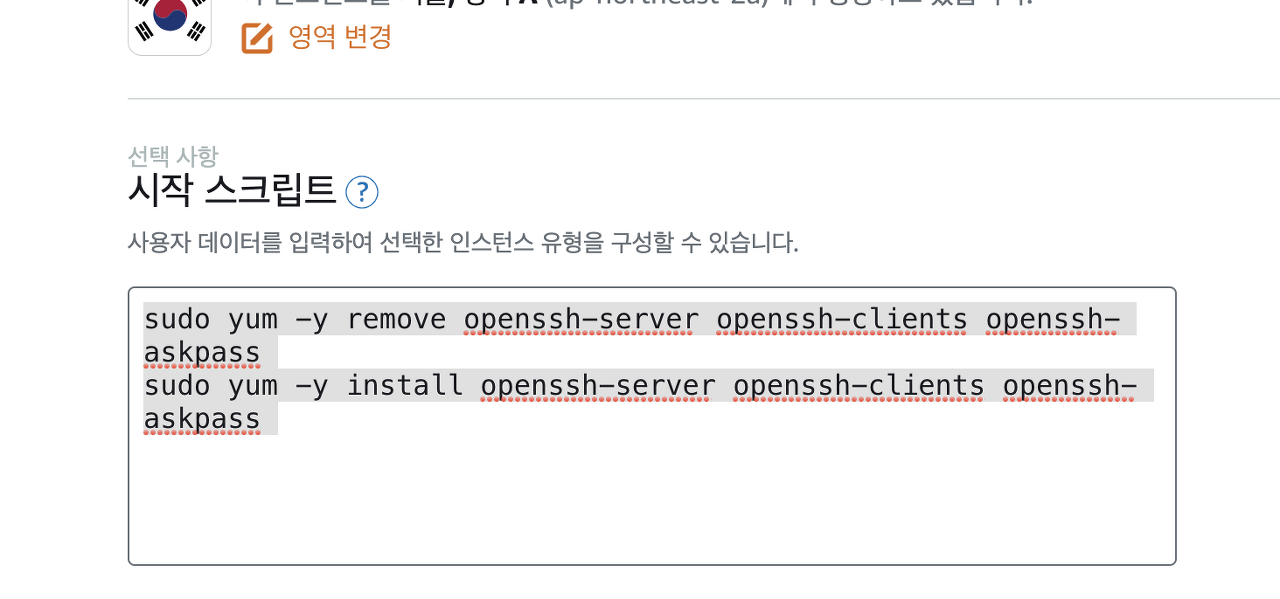 (ap-northeast-2a)
영역 변경
선택 사항
시작 스크립트 ?
사용자 데이터를 입력하여 선택한 인스턴스 유형을 구성할 수 있습니다.
sudo yum -y remove openssh-server openssh-clients openssh-
askpass
sudo yum -y install openssh-server openssh-clients openssh-
askpass